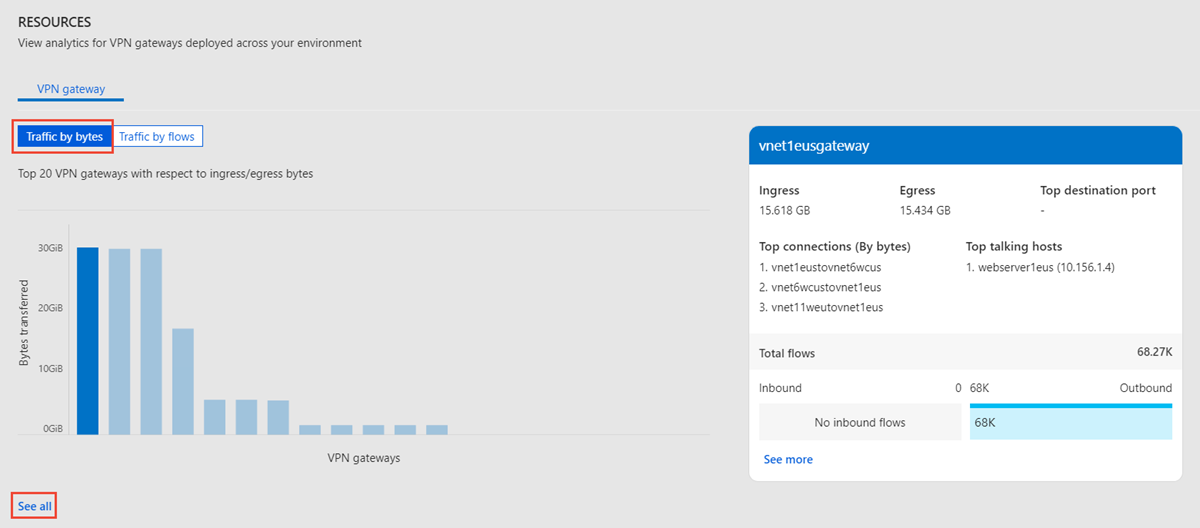 RESOURCES
View analytics for VPN gateways deployed across your environment
VPN gateway
Traffic by bytes
Traffic by flows
Top 20 VPN gateways with respect to ingress/egress bytes
30GiB
20GiB
10GiB
0GiB
Bytes transferred
VPN gateways
See all
vnet1eusgateway
Ingress
Egress
Top destination port
15.618 GB
15.434 GB
-
Top connections (By bytes)
1. vnet1eustovnet6wcus
2. vnet6wcustovnet1eus
3. vnet11weutovnet1eus
Top talking hosts
1. webserver1eus (10.156.1.4)
Total flows
68.27K
Inbound
0
68K
Outbound
No inbound flows
68K
See more